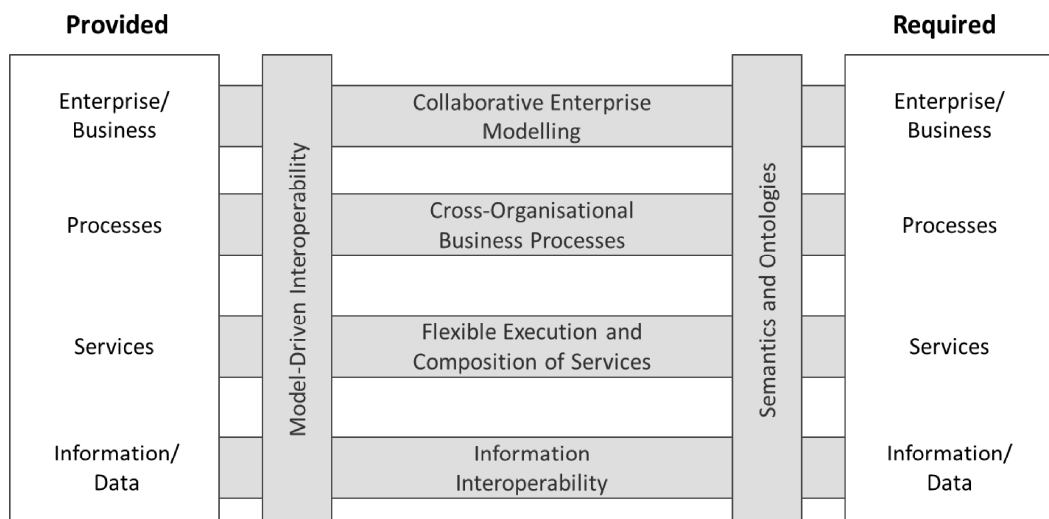 Provided
Required
Enterprise/
Business
Collaborative Enterprise
Modelling
Enterprise/
Business
Processes
Cross-Organisational
Business Processes
Processes
Services
Flexible Execution and
Composition of Services
Services
Information/
Data
Information
Interoperability
Information/
Data
Model-Driven Interoperability
Semantics and Ontologies